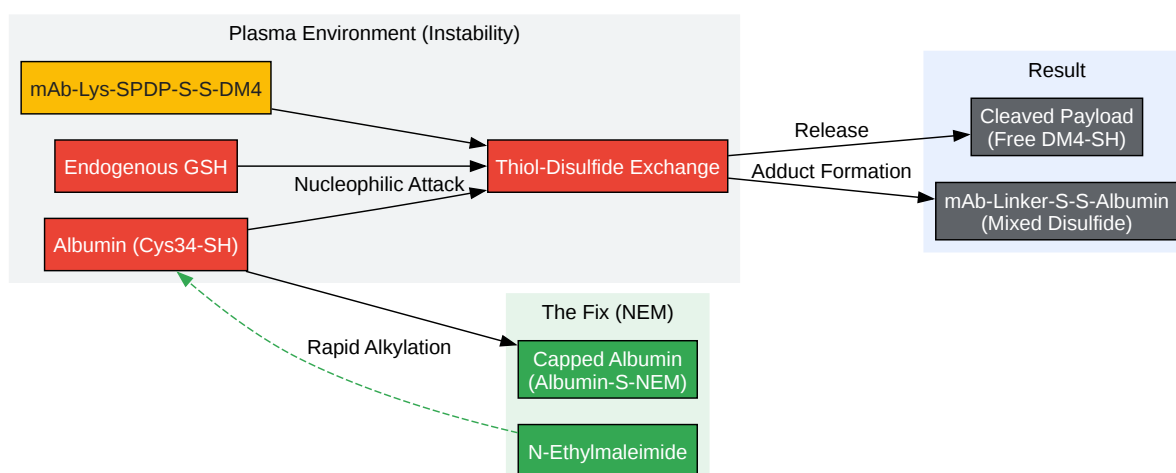 Plasma Environment (Instability)
mAb-Lys-SPDP-S-S-DM4
Endogenous GSH
Albumin (Cys34-SH)
Nucleophilic Attack
Thiol-Disulfide Exchange
Release
Adduct Formation
Result
Cleaved Payload
(Free DM4-SH)
mAb-Linker-S-S-Albumin
(Mixed Disulfide)
The Fix (NEM)
Rapid Alkylation
Capped Albumin
(Albumin-S-NEM)
N-Ethylmaleimide